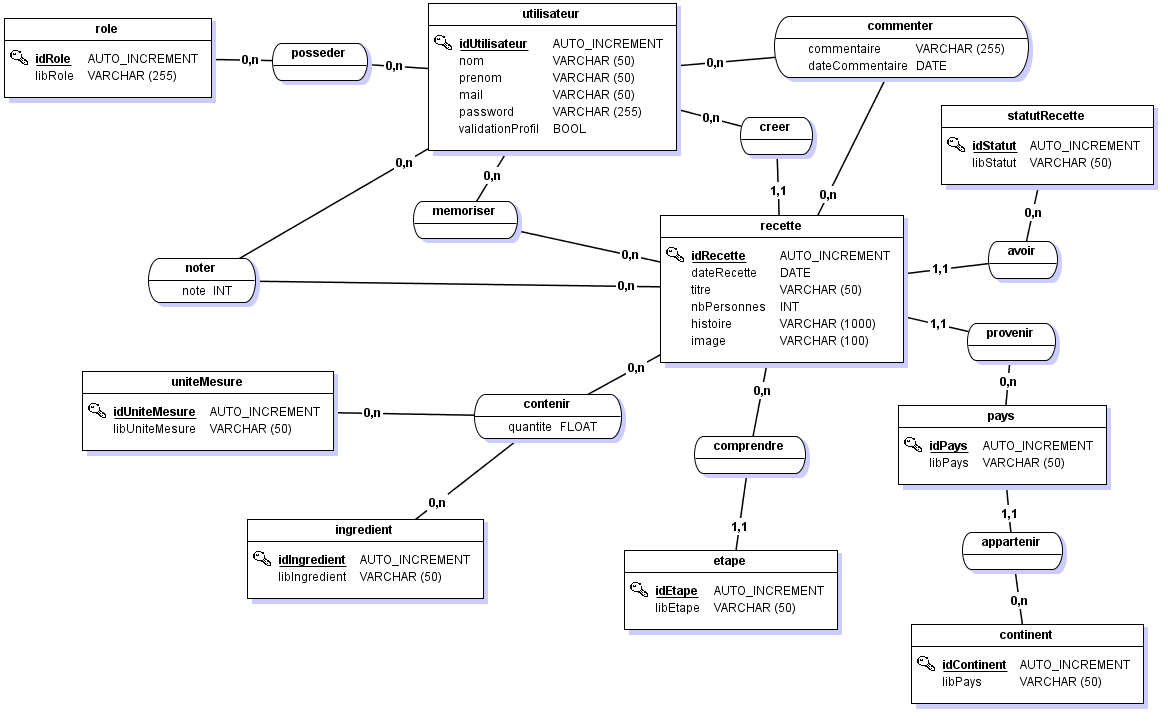 role
idRole AUTO_INCREMENT
libRole VARCHAR (255)
0,n
posseder
0,n
utilisateur
idUtilisateur AUTO_INCREMENT
nom VARCHAR (50)
prenom VARCHAR (50)
mail VARCHAR (50)
password VARCHAR (255)
validationProfil BOOL
0,n
commenter
commentaire VARCHAR (255)
dateCommentaire DATE
0,n
0,n
creer
1,1
statutRecette
idStatut AUTO_INCREMENT
libStatut VARCHAR (50)
0,n
avoir
1,1
0,n
0,n
memoriser
0,n
noter
note INT
0,n
recette
idRecette AUTO_INCREMENT
dateRecette DATE
titre VARCHAR (50)
nbPersonnes INT
histoire VARCHAR (1000)
image VARCHAR (100)
1,1
provenir
0,n
uniteMesure
idUniteMesure AUTO_INCREMENT
libUniteMesure VARCHAR (50)
0,n
contenir
quantite FLOAT
0,n
0,n
ingredient
idIngredient AUTO_INCREMENT
libIngredient VARCHAR (50)
0,n
comprendre
1,1
etape
idEtape AUTO_INCREMENT
libEtape VARCHAR (50)
pays
idPays AUTO_INCREMENT
libPays VARCHAR (50)
1,1
appartenir
0,n
continent
idContinent AUTO_INCREMENT
libPays VARCHAR (50)